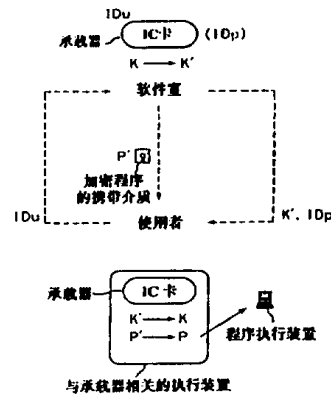 IDu
承载器 IC卡 (IDp)
K → K'
软件室
P'
加密程序
的携带介质
IDu
K', IDp
使用者
承载器
IC卡
K' → K
P' → P
程序执行装置
与承载器相关的执行装置